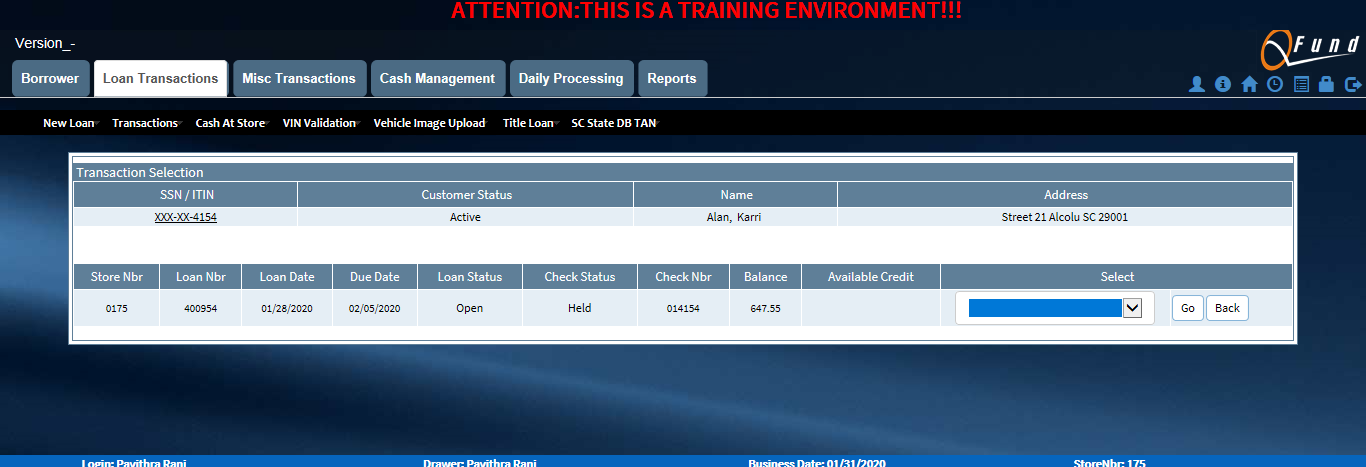 ATTENTION:THIS IS A TRAINING ENVIRONMENT!!!
Version_-
QFund
Borrower Loan Transactions Misc Transactions Cash Management Daily Processing Reports
New Loan Transactions Cash At Store VIN Validation Vehicle Image Upload Title Loan SC State DB TAN
Transaction Selection
SSN / ITIN Customer Status Name Address
XXX-XX-4154 Active Alan, Karri Street 21 Alcolu SC 29001
Store Nbr Loan Nbr Loan Date Due Date Loan Status Check Status Check Nbr Balance Available Credit Select
0175 400954 01/28/2020 02/05/2020 Open Held 014154 647.55 Go Back
Login: Pavithra Rani Drawer: Pavithra Rani Business Date: 01/31/2020 StoreNbr: 175